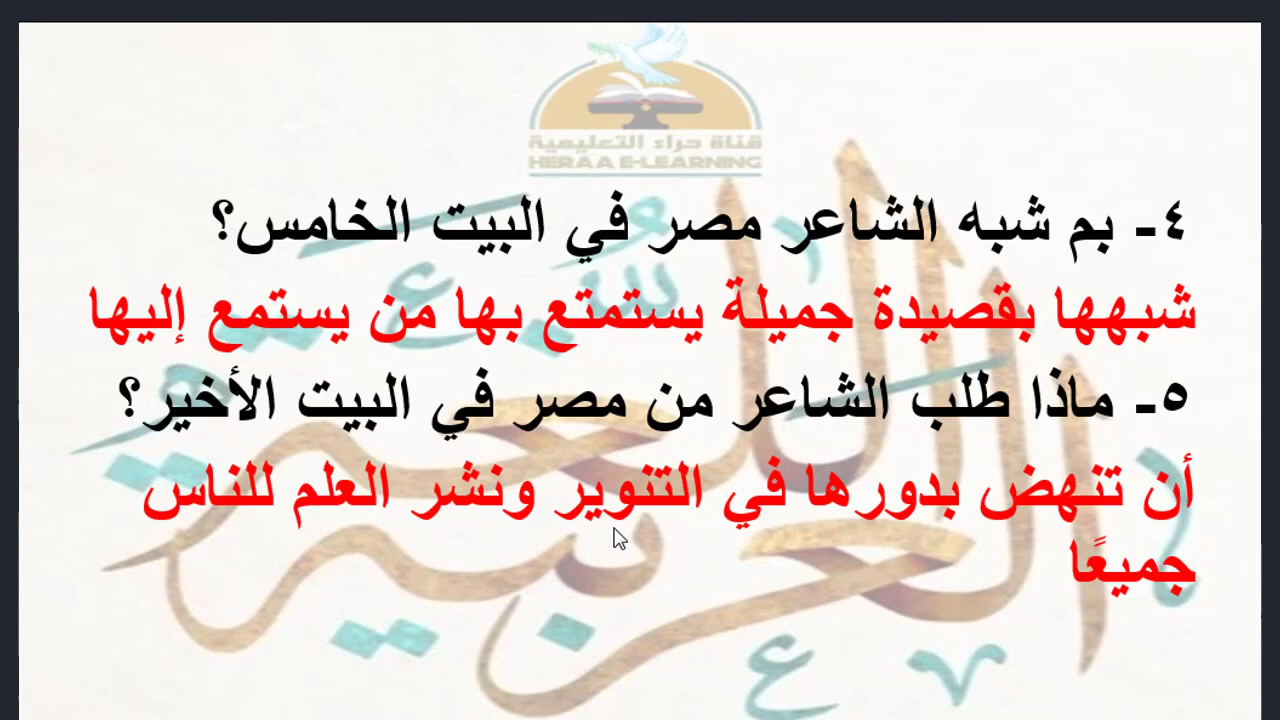 قناة حراء التعليمية
HERAA E-LEARNING
٤- بم شبه الشاعر مصر في البيت الخامس؟
شبهها بقصيدة جميلة يستمتع بها من يستمع إليها
٥- ماذا طلب الشاعر من مصر في البيت الأخير؟
أن تنهض بدورها في التنوير ونشر العلم للناس
جميعًا
اللغة العربية